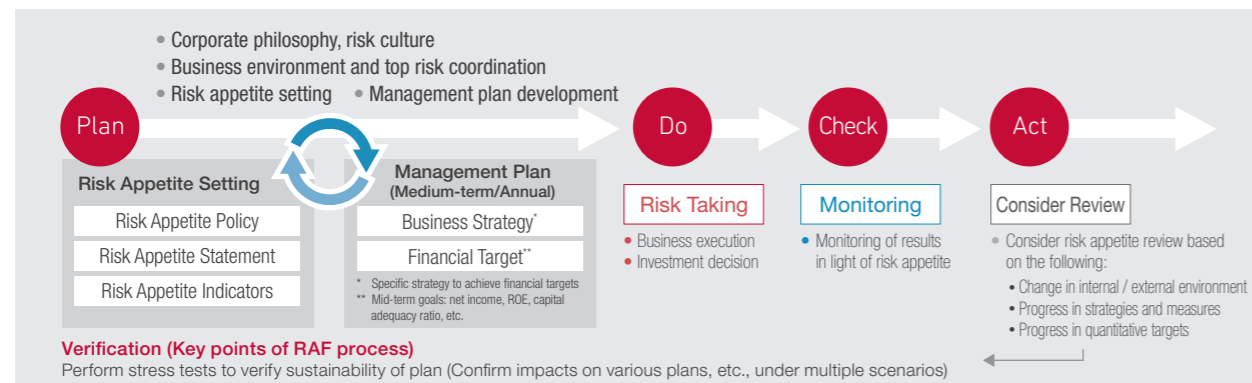 • Corporate philosophy, risk culture
• Business environment and top risk coordination
• Risk appetite setting • Management plan development
Plan
Do
Check
Act
Risk Appetite Setting
Risk Appetite Policy
Risk Appetite Statement
Risk Appetite Indicators
Management Plan
(Medium-term/Annual)
Business Strategy*
Financial Target**
* Specific strategy to achieve financial targets
** Mid-term goals: net income, ROE, capital
adequacy ratio, etc.
Risk Taking
• Business execution
• Investment decision
Monitoring
• Monitoring of results
in light of risk appetite
Consider Review
• Consider risk appetite review based
on the following:
• Change in internal / external environment
• Progress in strategies and measures
• Progress in quantitative targets
Verification (Key points of RAF process)
Perform stress tests to verify sustainability of plan (Confirm impacts on various plans, etc., under multiple scenarios)